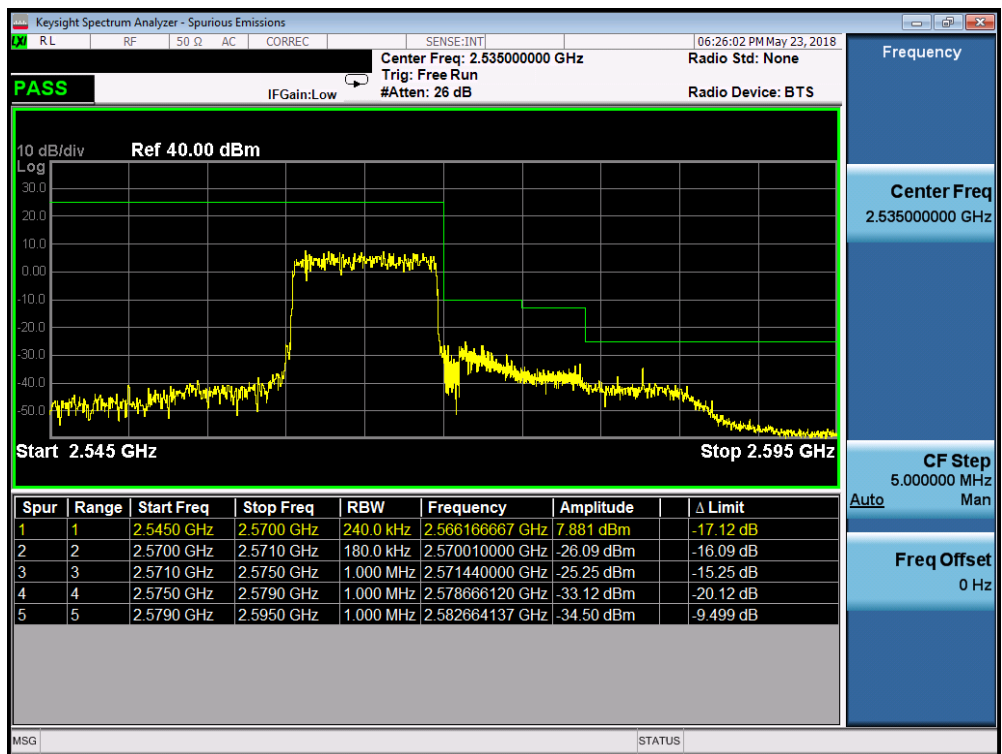 Keysight Spectrum Analyzer - Spurious Emissions
LXI RL RF 50 Ω AC CORREC SENSE:INT 06:26:02 PM May 23, 2018
Center Freq: 2.535000000 GHz Radio Std: None
Trig: Free Run
PASS IFGain:Low #Atten: 26 dB Radio Device: BTS
Frequency
10 dB/div Ref 40.00 dBm
Log
30.0
20.0
10.0
0.00
-10.0
-20.0
-30.0
-40.0
-50.0
Start 2.545 GHz Stop 2.595 GHz
Center Freq
2.535000000 GHz
CF Step
5.000000 MHz
Auto Man
Freq Offset
0 Hz
Spur Range Start Freq Stop Freq RBW Frequency Amplitude Δ Limit
1 1 2.5450 GHz 2.5700 GHz 240.0 kHz 2.566166667 GHz 7.881 dBm -17.12 dB
2 2 2.5700 GHz 2.5710 GHz 180.0 kHz 2.570010000 GHz -26.09 dBm -16.09 dB
3 3 2.5710 GHz 2.5750 GHz 1.000 MHz 2.571440000 GHz -25.25 dBm -15.25 dB
4 4 2.5750 GHz 2.5790 GHz 1.000 MHz 2.578666120 GHz -33.12 dBm -20.12 dB
5 5 2.5790 GHz 2.5950 GHz 1.000 MHz 2.582664137 GHz -34.50 dBm -9.499 dB
MSG STATUS